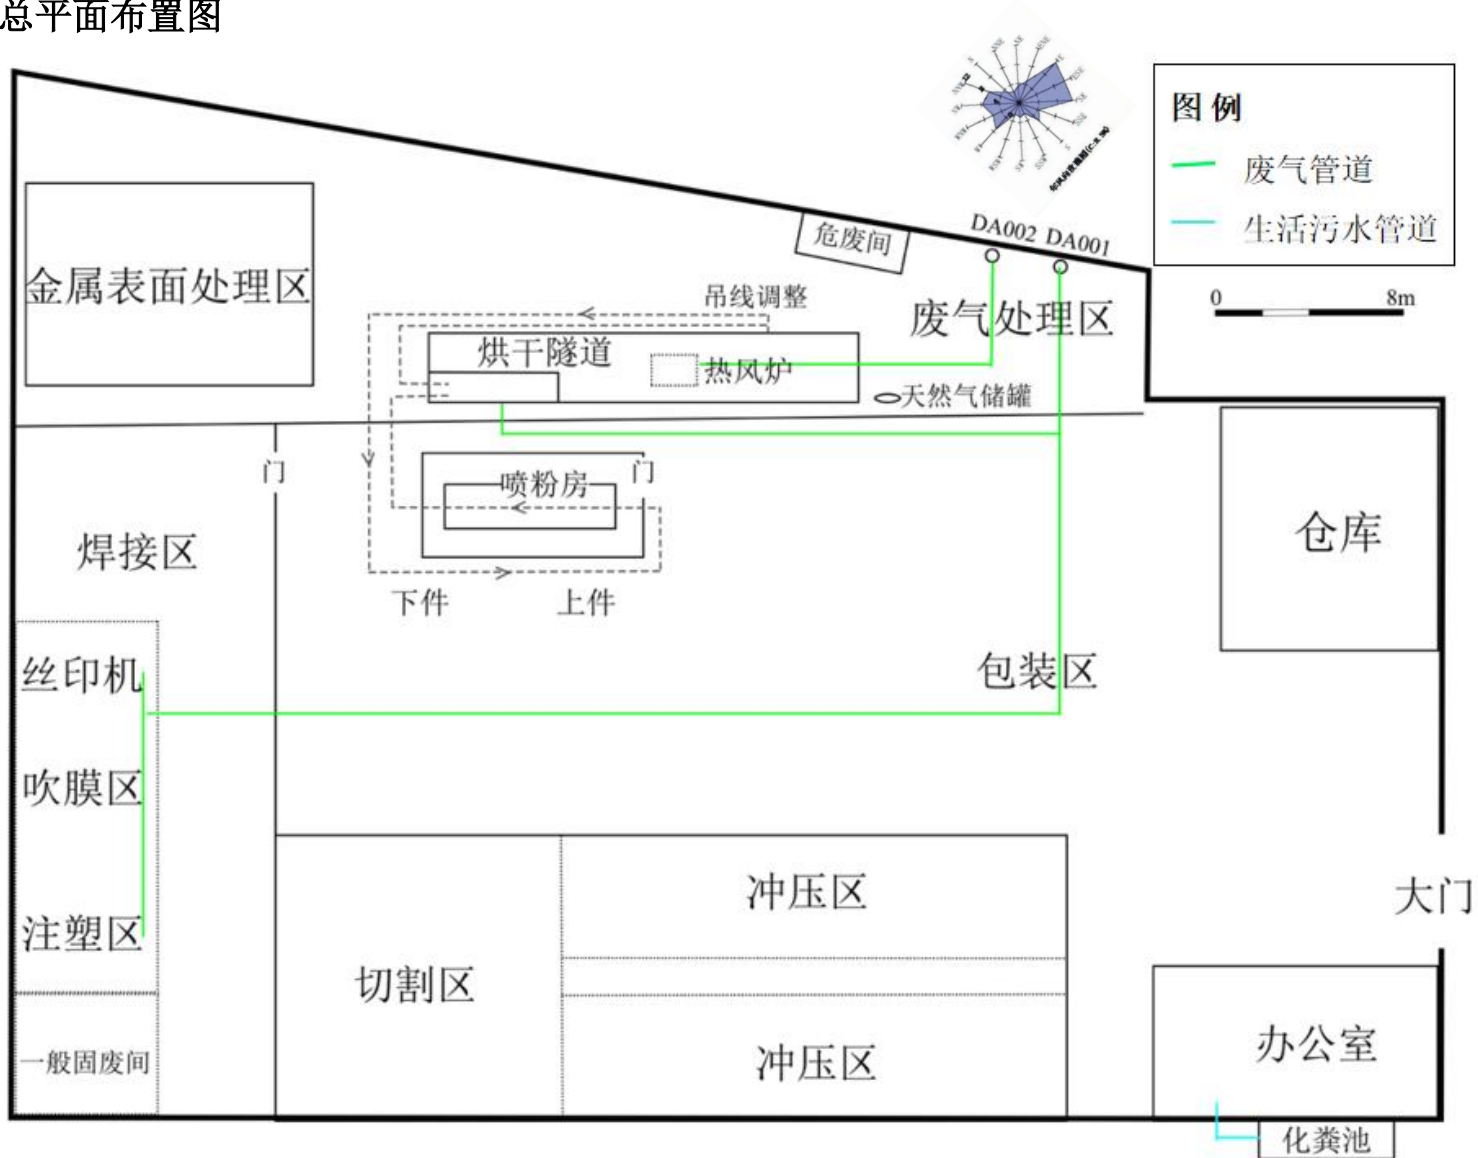 总平面布置图
图例
废气管道
生活污水管道
0 8m
DA002 DA001
危废间
金属表面处理区
吊线调整
废气处理区
烘干隧道
热风炉
天然气储罐
门
门
喷粉房
焊接区
仓库
下件
上件
丝印机
包装区
吹膜区
注塑区
冲压区
大门
切割区
冲压区
办公室
一般固废间
化粪池